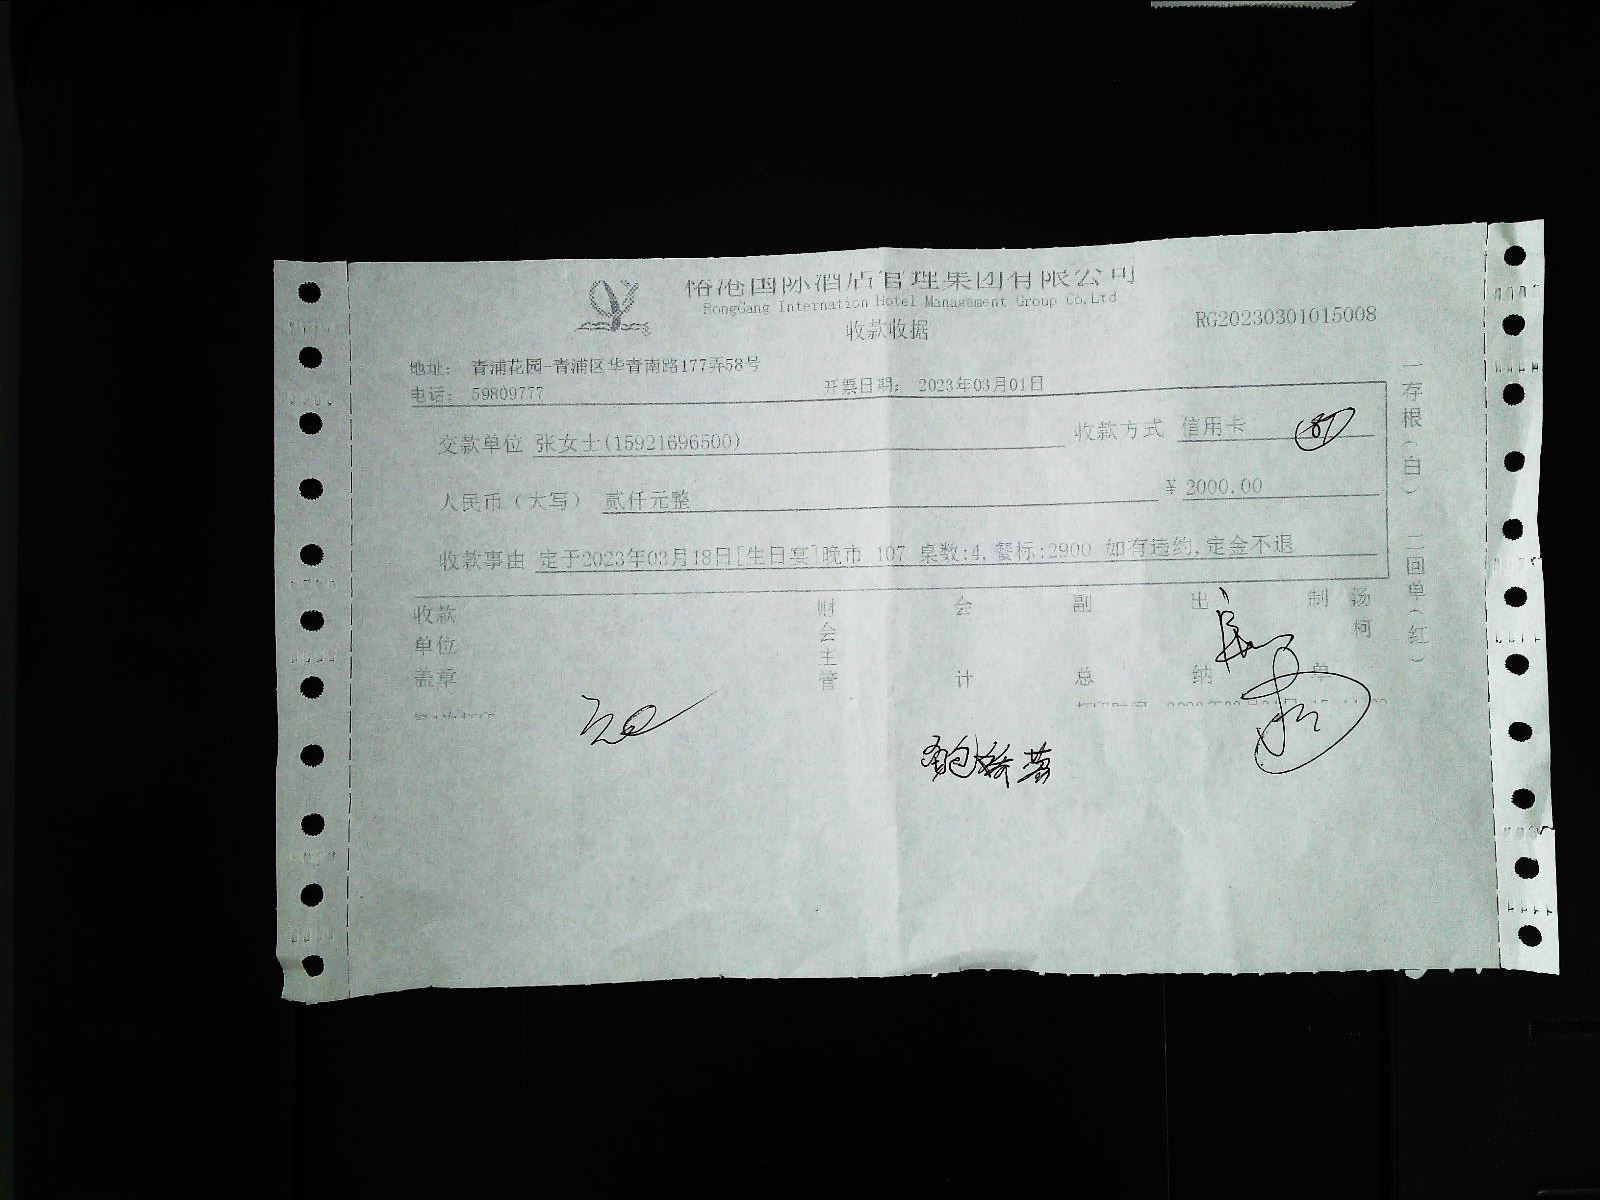 榕港国际酒店管理集团有限公司
RongGang Internation Hotel Management Group Co,Ltd
收款收据
RG20230301015008
地址: 青浦花园-青浦区华青南路177弄58号
电话: 59809777 开票日期: 2023年03月01日
交款单位 张女士(15921696500) 收款方式 信用卡 87
人民币（大写） 贰仟元整 ¥ 2000.00
收款事由 定于2023年03月18日[生日宴]晚市 107 桌数:4,餐标:2900 如有违约,定金不退
收款单位盖章 财会主管 会计 副总 出纳 制单 汤柯
一存根（白） 二回单（红）